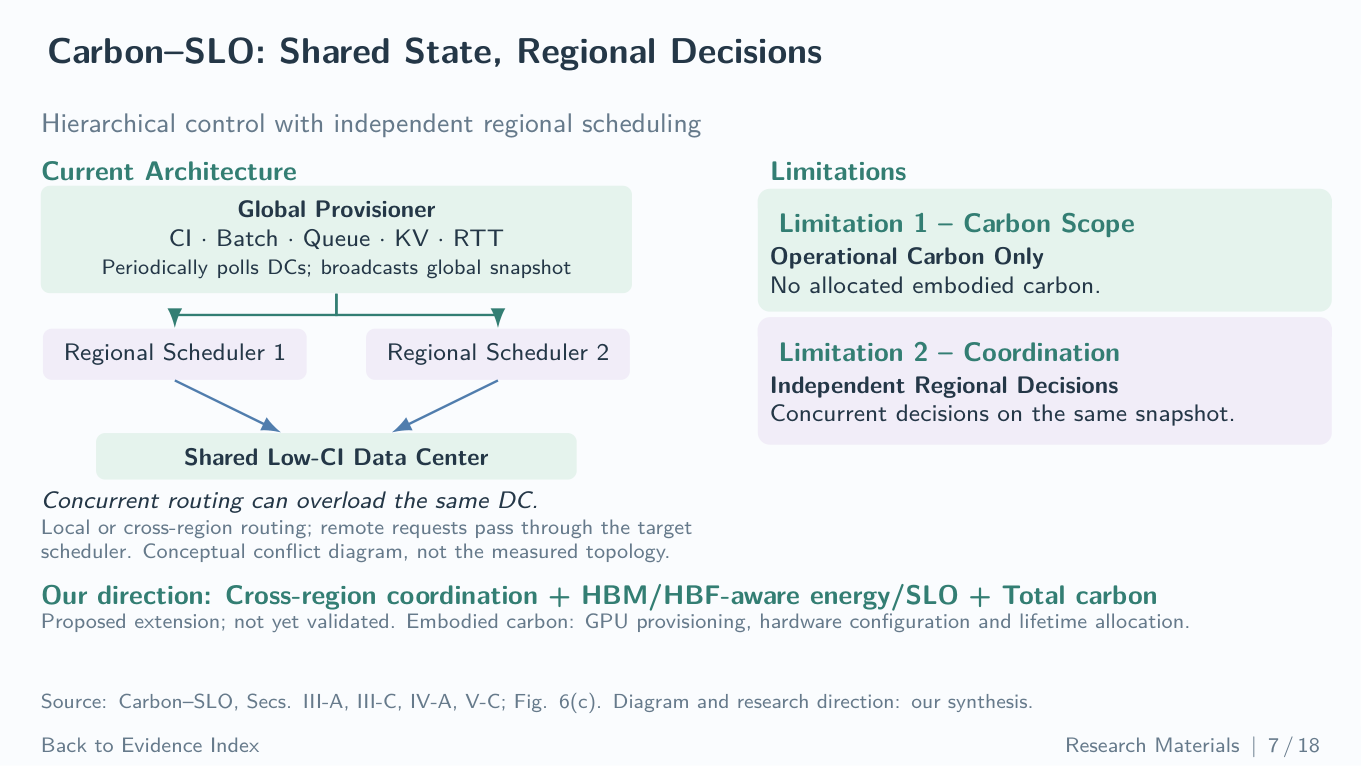 Carbon–SLO: Shared State, Regional Decisions
Hierarchical control with independent regional scheduling
Current Architecture
Global Provisioner
CI · Batch · Queue · KV · RTT
Periodically polls DCs; broadcasts global snapshot
Regional Scheduler 1
Regional Scheduler 2
Shared Low-CI Data Center
Concurrent routing can overload the same DC.
Local or cross-region routing; remote requests pass through the target
scheduler. Conceptual conflict diagram, not the measured topology.
Limitations
Limitation 1 – Carbon Scope
Operational Carbon Only
No allocated embodied carbon.
Limitation 2 – Coordination
Independent Regional Decisions
Concurrent decisions on the same snapshot.
Our direction: Cross-region coordination + HBM/HBF-aware energy/SLO + Total carbon
Proposed extension; not yet validated. Embodied carbon: GPU provisioning, hardware configuration and lifetime allocation.
Source: Carbon–SLO, Secs. III-A, III-C, IV-A, V-C; Fig. 6(c). Diagram and research direction: our synthesis.
Back to Evidence Index
Research Materials | 7 / 18